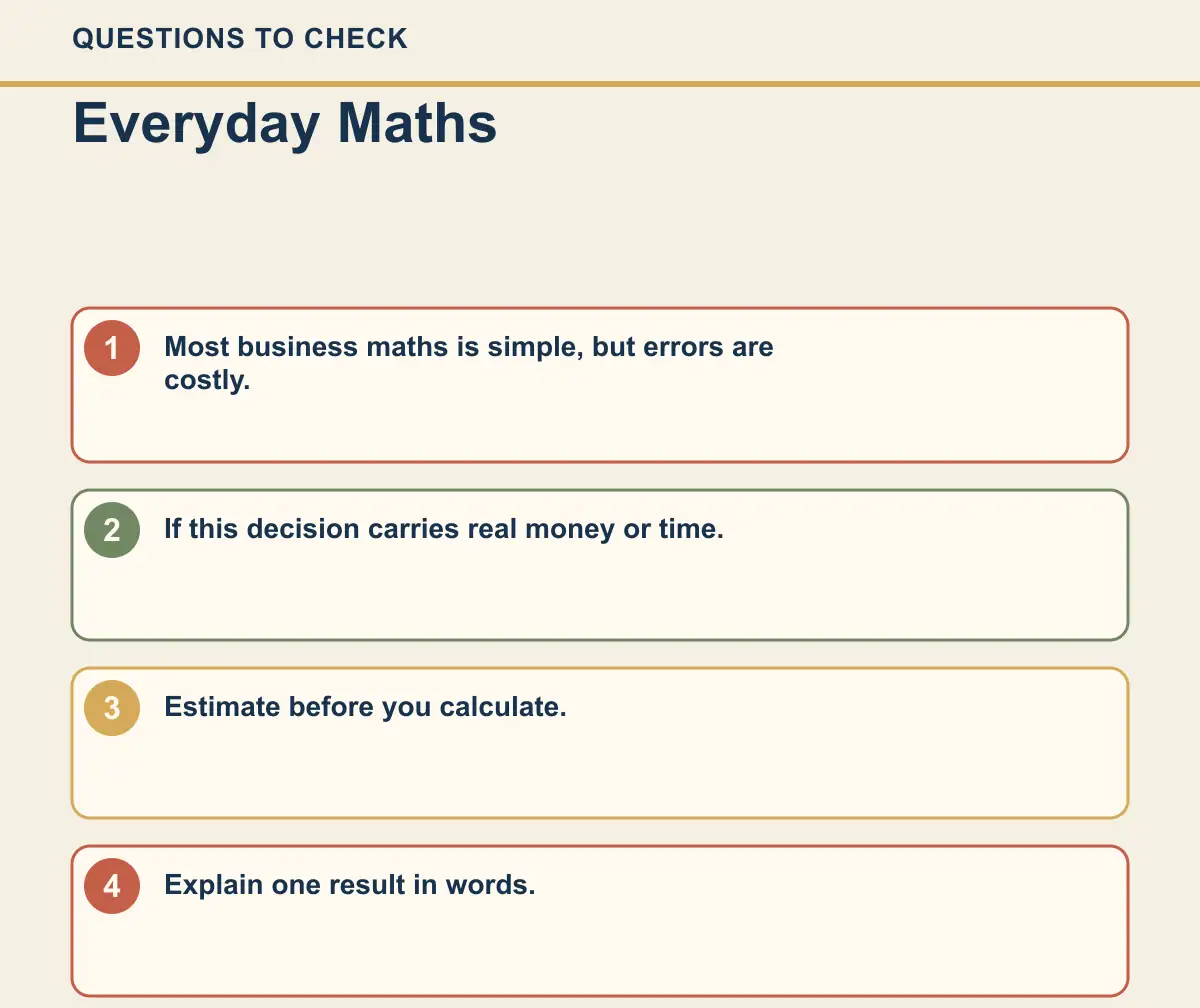 QUESTIONS TO CHECK
Everyday Maths
1
Most business maths is simple, but errors are
costly.
2
If this decision carries real money or time.
3
Estimate before you calculate.
4
Explain one result in words.